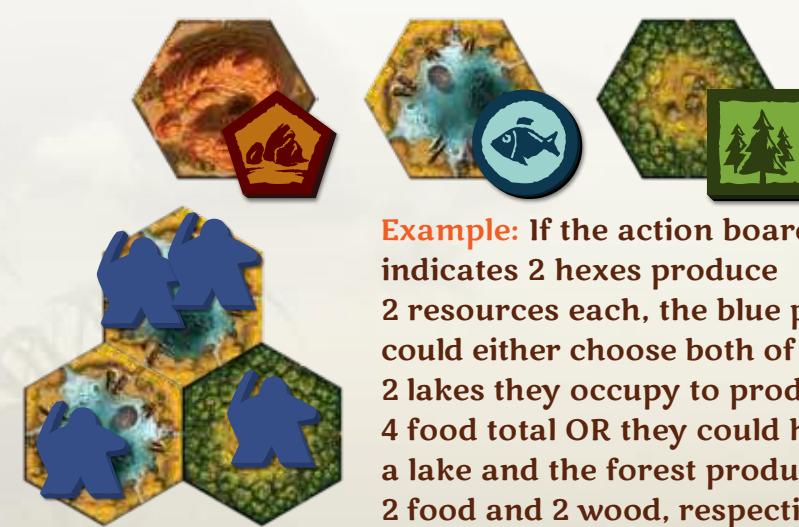 Example: If the action boar
indicates 2 hexes produce
2 resources each, the blue p
could either choose both of
2 lakes they occupy to prod
4 food total OR they could h
a lake and the forest produ
2 food and 2 wood, respecti